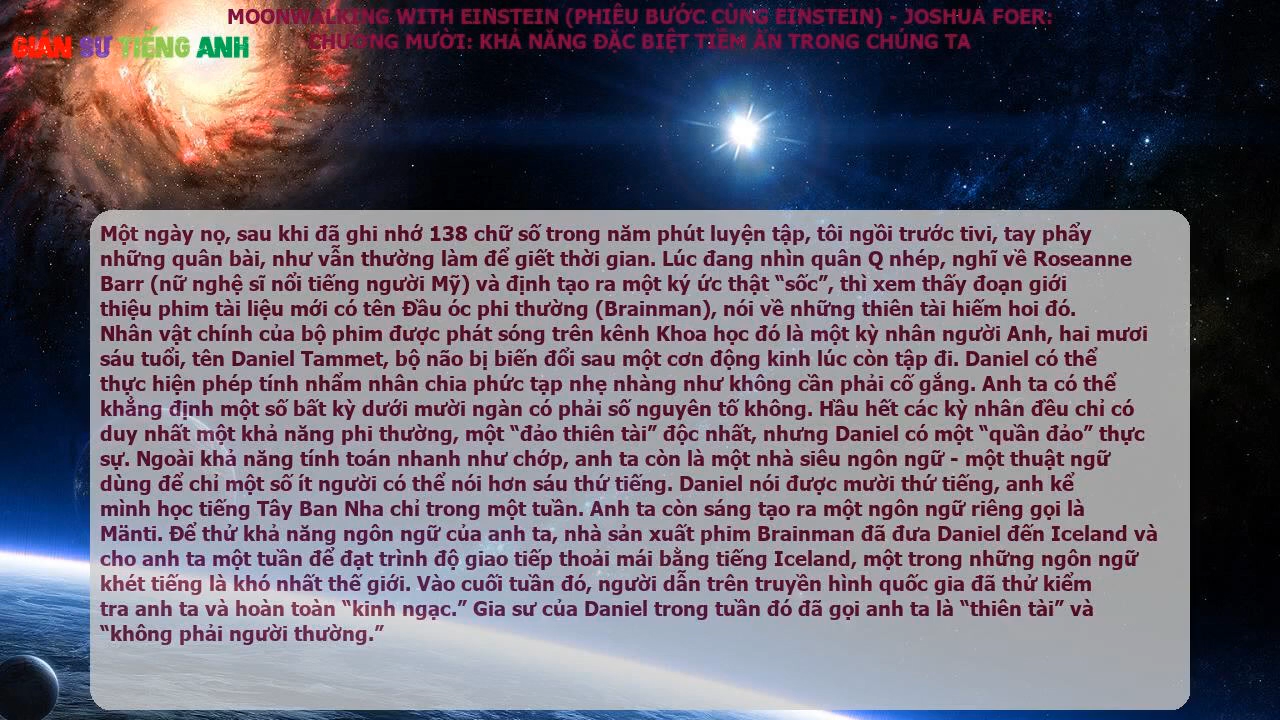 MOONWALKING WITH EINSTEIN (PHIÊU BƯỚC CÙNG EINSTEIN) - JOSHUA FOER:
CHƯƠNG MƯỜI: KHẢ NĂNG ĐẶC BIỆT TIỀM ẨN TRONG CHÚNG TA
GIÁN SỨ TIẾNG ANH
Một ngày nọ, sau khi đã ghi nhớ 138 chữ số trong năm phút luyện tập, tôi ngồi trước tivi, tay phẩy
những quân bài, như vẫn thường làm để giết thời gian. Lúc đang nhìn quân Q nhép, nghĩ về Roseanne
Barr (nữ nghệ sĩ nổi tiếng người Mỹ) và định tạo ra một ký ức thật “sốc”, thì xem thấy đoạn giới
thiệu phim tài liệu mới có tên Đầu óc phi thường (Brainman), nói về những thiên tài hiếm hoi đó.
Nhân vật chính của bộ phim được phát sóng trên kênh Khoa học đó là một kỳ nhân người Anh, hai mươi
sáu tuổi, tên Daniel Tammet, bộ não bị biến đổi sau một cơn động kinh lúc còn tập đi. Daniel có thể
thực hiện phép tính nhẩm nhân chia phức tạp nhẹ nhàng như không cần phải cố gắng. Anh ta có thể
khẳng định một số bất kỳ dưới mười ngàn có phải số nguyên tố không. Hầu hết các kỳ nhân đều chỉ có
duy nhất một khả năng phi thường, một “đảo thiên tài” độc nhất, nhưng Daniel có một “quần đảo” thực
sự. Ngoài khả năng tính toán nhanh như chớp, anh ta còn là một nhà siêu ngôn ngữ - một thuật ngữ
dùng để chỉ một số ít người có thể nói hơn sáu thứ tiếng. Daniel nói được mười thứ tiếng, anh kể
mình học tiếng Tây Ban Nha chỉ trong một tuần. Anh ta còn sáng tạo ra một ngôn ngữ riêng gọi là
Mänti. Để thử khả năng ngôn ngữ của anh ta, nhà sản xuất phim Brainman đã đưa Daniel đến Iceland và
cho anh ta một tuần để đạt trình độ giao tiếp thoải mái bằng tiếng Iceland, một trong những ngôn ngữ
khét tiếng là khó nhất thế giới. Vào cuối tuần đó, người dẫn trên truyền hình quốc gia đã thử kiểm
tra anh ta và hoàn toàn “kinh ngạc.” Gia sư của Daniel trong tuần đó đã gọi anh ta là “thiên tài” và
“không phải người thường.”